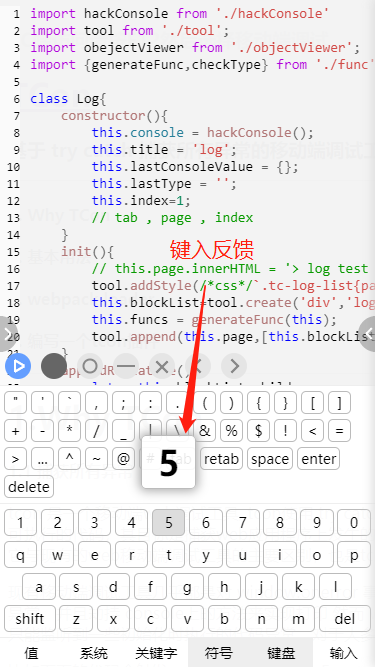 1 import hackConsole from './hackConsole'
2 import tool from './tool';
3 import obejectViewer from './objectViewer';
4 import {generateFunc,checkType} from './func'
5
6 class Log{
7 constructor(){
8 this.console = hackConsole();
9 this.title = 'log';
10 this.lastConsoleValue = {};
11 this.lastType = '';
12 this.index=1;
13 // tab , page , index
14 }
15 init(){
键入反馈
16 // this.page.innerHTML = '> log test
17 tool.addStyle(/*css*/`.tc-log-list{pa
18 this.blockList=tool.create('div','log
19 this.funcs = generateFunc(this);
20 tool.append(this.page,[this.blockList
21 }
" ' ` , ; : . ( ) { } [ ]
+ - * / _ | \ & % $ ! < =
> ... ^ ~ @ # retab space enter
5
delete
1 2 3 4 5 6 7 8 9 0
q w e r t y u i o p
a s d f g h j k l
shift z x c v b n m del
值 系统 关键字 符号 键盘 输入